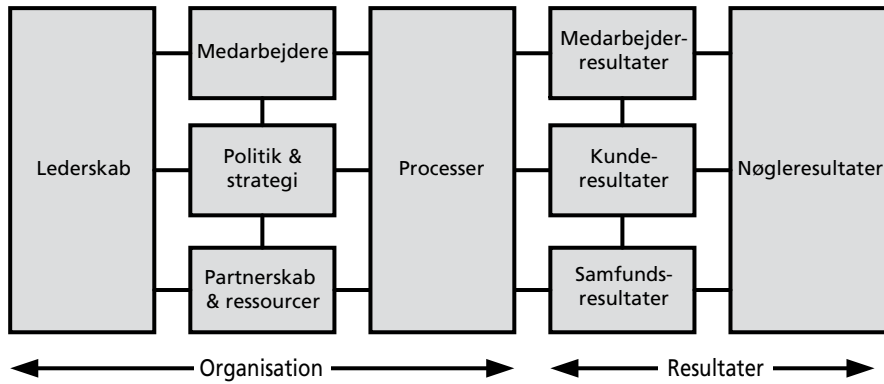 Lederskab
Medarbejdere
Politik &
strategi
Partnerskab
& ressourcer
Processer
Medarbejder-
resultater
Kunde-
resultater
Samfunds-
resultater
Nøgleresultater
Organisation
Resultater